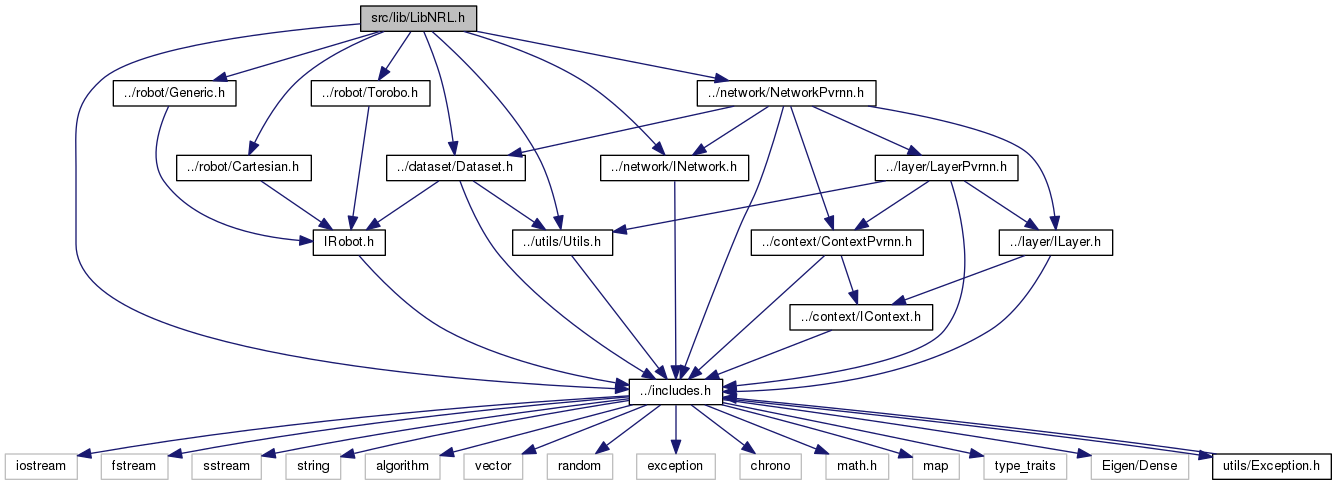 src/lib/LibNRL.h
../robot/Generic.h
../robot/Torobo.h
../network/NetworkPvrnn.h
../robot/Cartesian.h
../dataset/Dataset.h
../network/INetwork.h
../layer/LayerPvrnn.h
IRobot.h
../utils/Utils.h
../context/ContextPvrnn.h
../layer/ILayer.h
../context/IContext.h
../includes.h
iostream
fstream
sstream
string
algorithm
vector
random
exception
chrono
math.h
map
type_traits
Eigen/Dense
utils/Exception.h